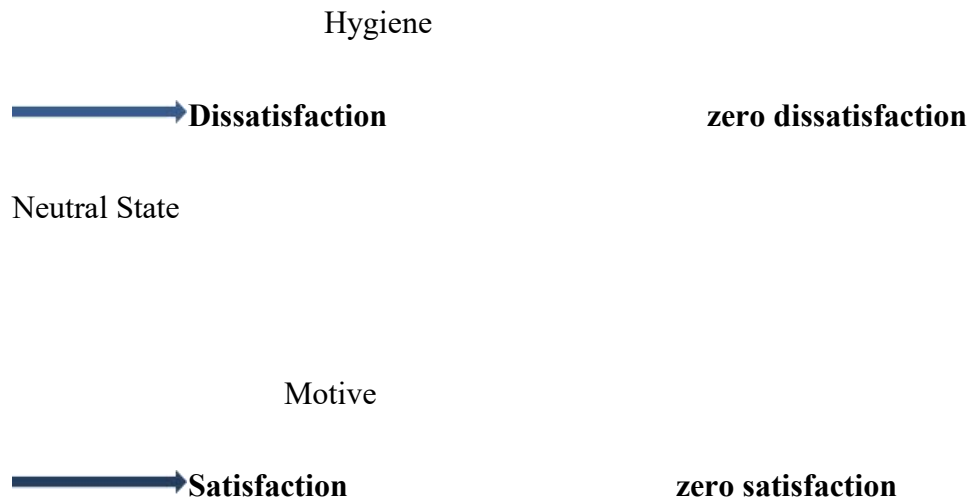 Hygiene
Dissatisfaction zero dissatisfaction
Neutral State
Motive
Satisfaction zero satisfaction